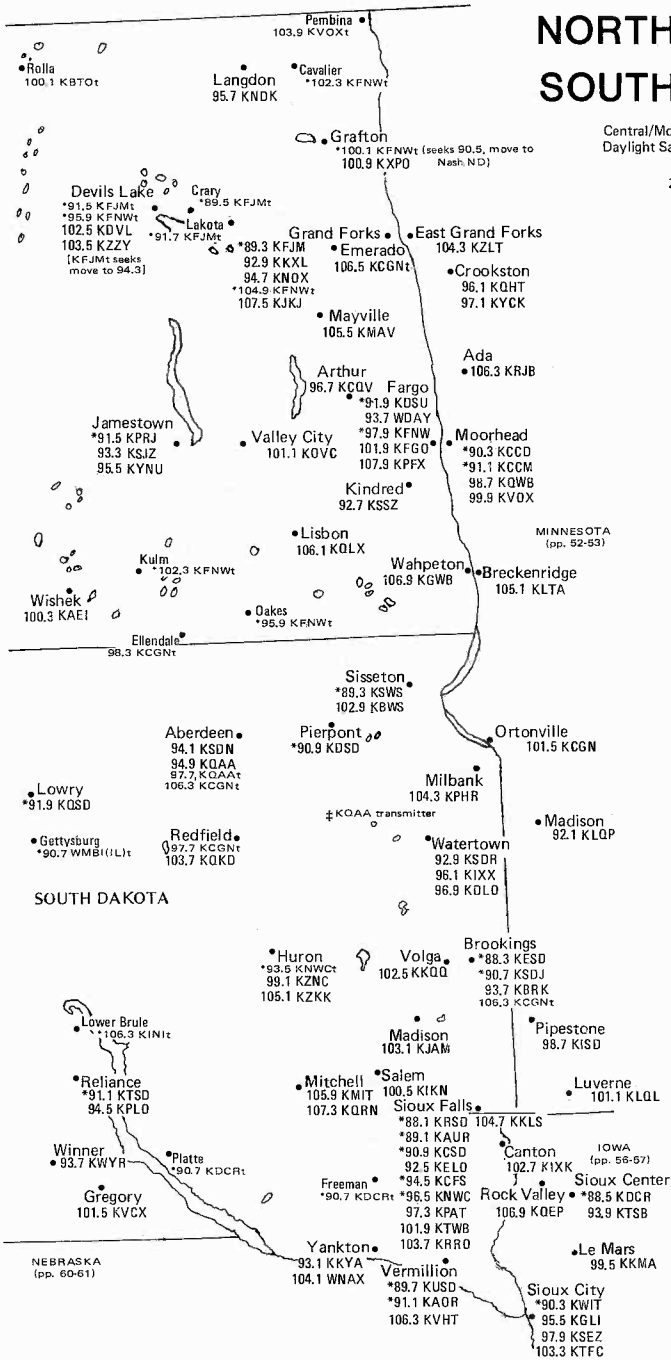 NORTH
SOUTH
Central/Mo
Daylight Sa
2
Pembina
103.9 KVOXt
Rolla
100.1 KBTOt
Langdon
95.7 KNDK
Cavalier
*102.3 KFNWt
Grafton
*100.1 KFNWt (seeks 90.5, move to
Nash ND)
100.9 KXPO
Devils Lake
*91.5 KFJMt
*95.9 KFNWt
102.5 KDVL
103.5 KZZY
[KFJMt seeks
move to 94.3]
Crary
*89.5 KFJMt
Lakota
*91.7 KFJMt
Grand Forks
*89.3 KFJM
92.9 KKXL
94.7 KNOX
*104.9 KFNWt
107.5 KJKJ
Emerado
106.5 KCGNt
East Grand Forks
104.3 KZLT
Crookston
96.1 KQHT
97.1 KYCK
Mayville
105.5 KMAV
Ada
106.3 KRJB
Arthur
96.7 KCQV
Fargo
*91.9 KDSU
93.7 WDAY
*97.9 KFNW
101.9 KFGO
107.9 KPFX
Jamestown
*91.5 KPRJ
93.3 KSJZ
95.5 KYNU
Valley City
101.1 KOVC
Moorhead
*90.3 KCCD
*91.1 KCCM
98.7 KQWB
99.9 KVOX
Kindred
92.7 KSSZ
Lisbon
106.1 KQLX
MINNESOTA
(pp. 52-53)
Kulm
*102.3 KFNWt
Wahpeton
106.9 KGWB
Breckenridge
105.1 KLTA
Wishek
100.3 KAEI
Oakes
*95.9 KFNWt
Ellendale
98.3 KCGNt
Sisseton
*89.3 KSWS
102.9 KBWS
Aberdeen
94.1 KSDN
94.9 KQAA
97.7, KQAAt
106.3 KCGNt
Pierpont
*90.9 KDSD
Ortonville
101.5 KCGN
Milbank
104.3 KPHR
Lowry
*91.9 KQSD
‡KQAA transmitter
Madison
92.1 KLQP
Gettysburg
*90.7 WMBI(IL)t
Redfield
97.7 KCGNt
103.7 KQKD
Watertown
92.9 KSDR
96.1 KIXX
96.9 KDLO
SOUTH DAKOTA
Huron
*93.5 KNWCt
99.1 KZNC
105.1 KZKK
Volga
102.5 KKQQ
Brookings
*88.3 KESD
*90.7 KSDJ
93.7 KBRK
106.3 KCGNt
Lower Brule
*106.3 KINIt
Madison
103.1 KJAM
Pipestone
98.7 KISD
Reliance
*91.1 KTSD
94.5 KPLO
Mitchell
105.9 KMIT
107.3 KQRN
Salem
100.5 KIKN
Luverne
101.1 KLQL
Sioux Falls
*88.1 KRSD
*89.1 KAUR
*90.9 KCSD
92.5 KELO
*94.5 KCFS
*96.5 KNWC
97.3 KPAT
101.9 KTWB
103.7 KRRO
104.7 KKLS
Winner
93.7 KWYR
Platte
*90.7 KDCRt
Canton
102.7 KIXK
IOWA
(pp. 56-57)
Gregory
101.5 KVCX
Freeman
*90.7 KDCRt
Rock Valley
106.9 KQEP
Sioux Center
*88.5 KDCR
93.9 KTSB
NEBRASKA
(pp. 60-61)
Yankton
93.1 KKYA
104.1 WNAX
Le Mars
99.5 KKMA
Vermillion
*89.7 KUSD
*91.1 KAOR
106.3 KVHT
Sioux City
*90.3 KWIT
95.5 KGLI
97.9 KSEZ
103.3 KTFC